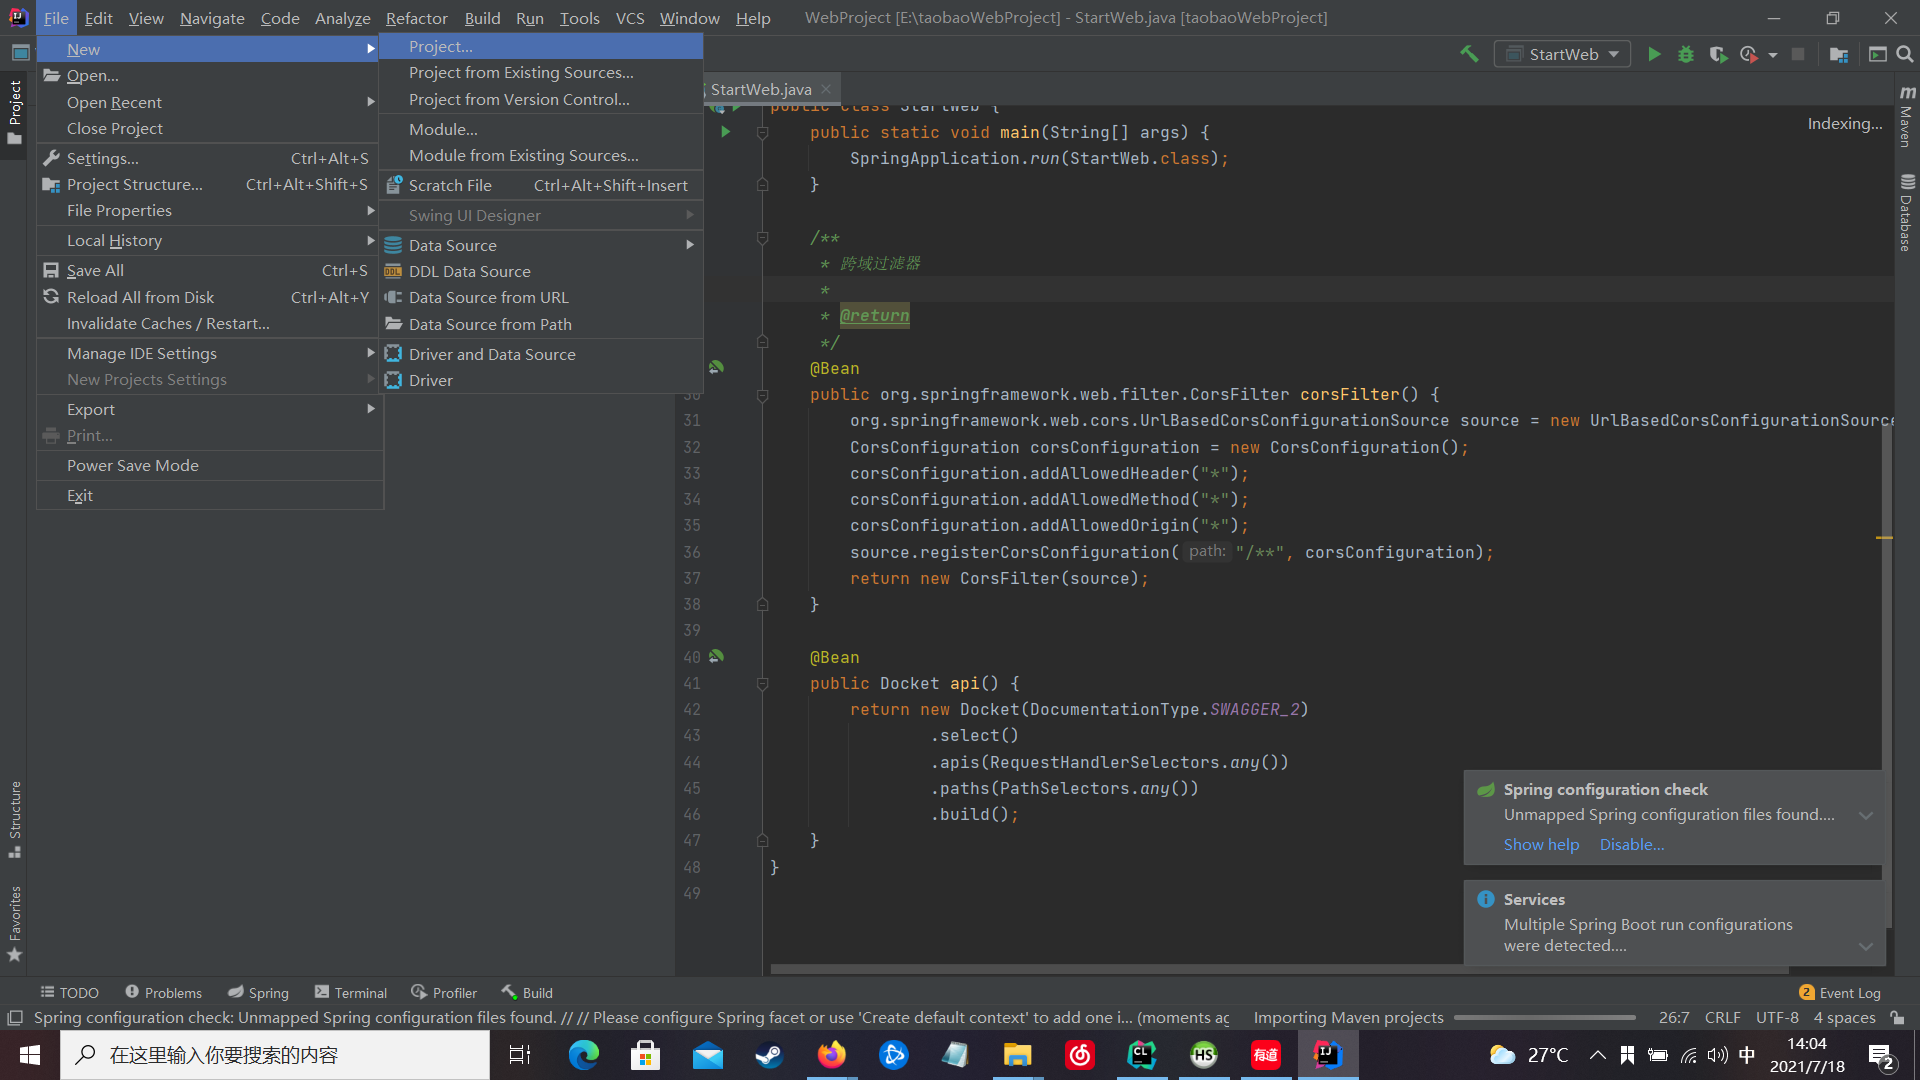 File Edit View Navigate Code Analyze Refactor Build Run Tools VCS Window Help WebProject [E:\taobaoWebProject] - StartWeb.java [taobaoWebProject]
StartWeb
New
Open...
Open Recent
Close Project
Settings... Ctrl+Alt+S
Project Structure... Ctrl+Alt+Shift+S
File Properties
Local History
Save All Ctrl+S
Reload All from Disk Ctrl+Alt+Y
Invalidate Caches / Restart...
Manage IDE Settings
New Projects Settings
Export
Print...
Power Save Mode
Exit
Project...
Project from Existing Sources...
Project from Version Control...
Module...
Module from Existing Sources...
Scratch File Ctrl+Alt+Shift+Insert
Swing UI Designer
Data Source
DDL Data Source
Data Source from URL
Data Source from Path
Driver and Data Source
Driver
Project
Structure
Favorites
StartWeb.java
Indexing...
Maven
Database
public class StartWeb {
public static void main(String[] args) {
SpringApplication.run(StartWeb.class);
}
/**
* 跨域过滤器
*
* @return
*/
@Bean
30 public org.springframework.web.filter.CorsFilter corsFilter() {
31 org.springframework.web.cors.UrlBasedCorsConfigurationSource source = new UrlBasedCorsConfigurationSource
32 CorsConfiguration corsConfiguration = new CorsConfiguration();
33 corsConfiguration.addAllowedHeader("*");
34 corsConfiguration.addAllowedMethod("*");
35 corsConfiguration.addAllowedOrigin("*");
36 source.registerCorsConfiguration( path: "/**", corsConfiguration);
37 return new CorsFilter(source);
38 }
39
40 @Bean
41 public Docket api() {
42 return new Docket(DocumentationType.SWAGGER_2)
43 .select()
44 .apis(RequestHandlerSelectors.any())
45 .paths(PathSelectors.any())
46 .build();
47 }
48 }
49
Spring configuration check
Unmapped Spring configuration files found....
Show help Disable...
Services
Multiple Spring Boot run configurations
were detected....
TODO Problems Spring Terminal Profiler Build 2 Event Log
Spring configuration check: Unmapped Spring configuration files found. // // Please configure Spring facet or use 'Create default context' to add one i... (moments ag Importing Maven projects 26:7 CRLF UTF-8 4 spaces
在这里输入你要搜索的内容
CL HS 有道 IJ
27°C 中
14:04
2021/7/18
2